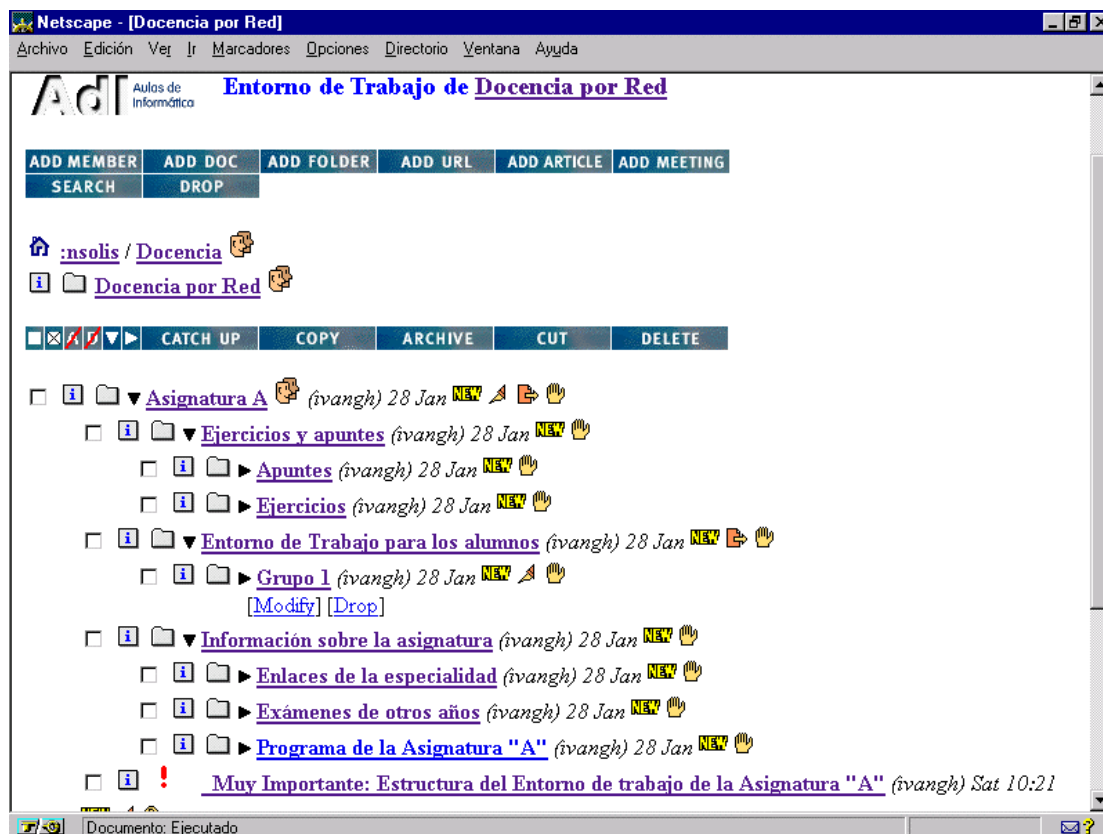 Netscape - [Docencia por Red]
Archivo Edición Ver Ir Marcadores Opciones Directorio Ventana Ayuda
AdI Aulas de Informática Entorno de Trabajo de Docencia por Red
ADD MEMBER ADD DOC ADD FOLDER ADD URL ADD ARTICLE ADD MEETING
SEARCH DROP
:nsolis / Docencia
i Docencia por Red
A D CATCH UP COPY ARCHIVE CUT DELETE
i Asignatura A (ivangh) 28 Jan NEW
i Ejercicios y apuntes (ivangh) 28 Jan NEW
i Apuntes (ivangh) 28 Jan NEW
i Ejercicios (ivangh) 28 Jan NEW
i Entorno de Trabajo para los alumnos (ivangh) 28 Jan NEW
i Grupo 1 (ivangh) 28 Jan NEW
[Modify] [Drop]
i Información sobre la asignatura (ivangh) 28 Jan NEW
i Enlaces de la especialidad (ivangh) 28 Jan NEW
i Exámenes de otros años (ivangh) 28 Jan NEW
i Programa de la Asignatura "A" (ivangh) 28 Jan NEW
i ! Muy Importante: Estructura del Entorno de trabajo de la Asignatura "A" (ivangh) Sat 10:21
NEW
Documento: Ejecutado ?